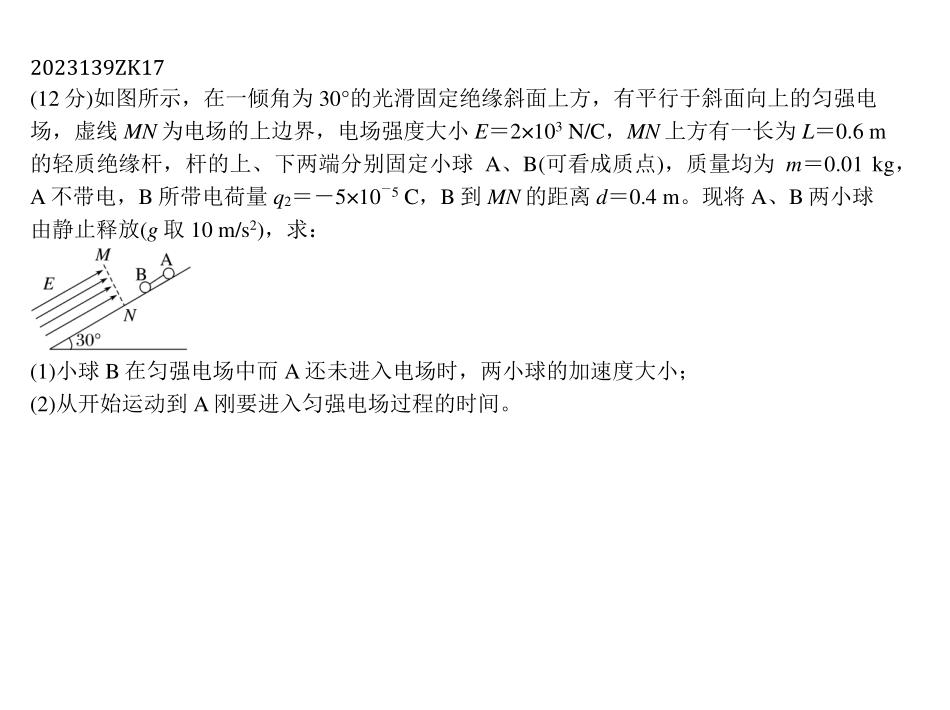 2023139ZK17
(12 分)如图所示，在一倾角为 30°的光滑固定绝缘斜面上方，有平行于斜面向上的匀强电
场，虚线 MN 为电场的上边界，电场强度大小 E＝2×10³ N/C，MN 上方有一长为 L＝0.6 m
的轻质绝缘杆，杆的上、下两端分别固定小球 A、B(可看成质点)，质量均为 m＝0.01 kg，
A 不带电，B 所带电荷量 q₂＝－5×10⁻⁵ C，B 到 MN 的距离 d＝0.4 m。现将 A、B 两小球
由静止释放(g 取 10 m/s²)，求：
M
A
B
E
N
30°
(1)小球 B 在匀强电场中而 A 还未进入电场时，两小球的加速度大小；
(2)从开始运动到 A 刚要进入匀强电场过程的时间。